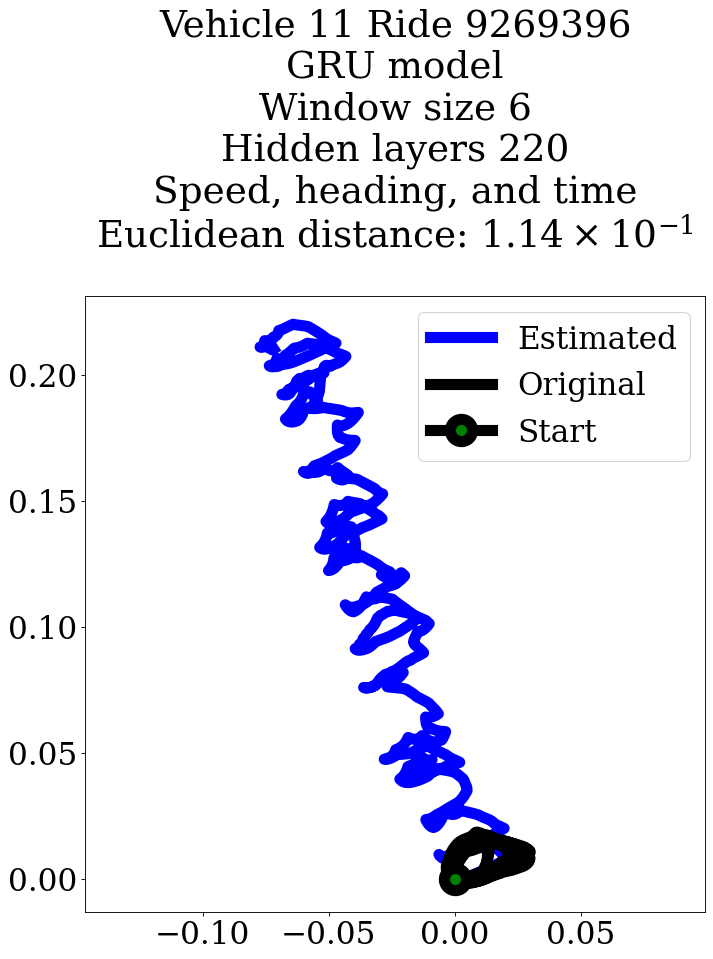 Vehicle 11 Ride 9269396
GRU model
Window size 6
Hidden layers 220
Speed, heading, and time
Euclidean distance: 1.14 × 10⁻¹
Estimated
Original
Start
0.20
0.15
0.10
0.05
0.00
−0.10 −0.05 0.00 0.05